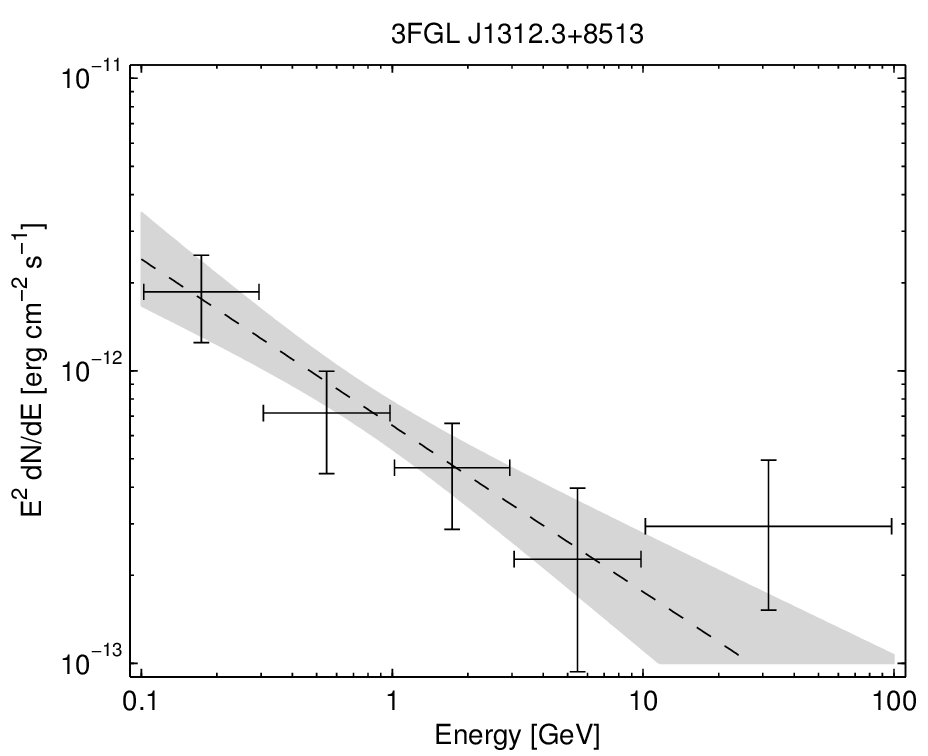 3FGL J1312.3+8513
10⁻¹¹
10⁻¹²
10⁻¹³
E² dN/dE [erg cm⁻² s⁻¹]
0.1 1 10 100
Energy [GeV]